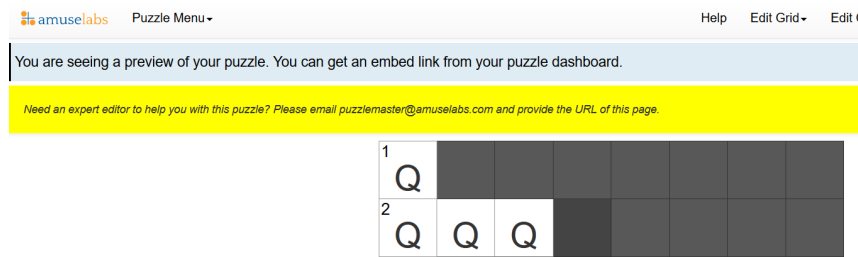 amuselabs Puzzle Menu Help Edit Grid Edit
You are seeing a preview of your puzzle. You can get an embed link from your puzzle dashboard.
Need an expert editor to help you with this puzzle? Please email puzzlemaster@amuselabs.com and provide the URL of this page.
1
Q
2
Q Q Q